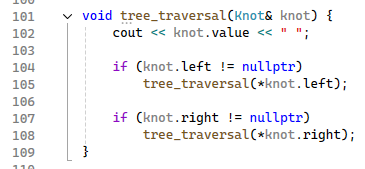 101 void tree_traversal(Knot& knot) {
102 cout << knot.value << " ";
103
104 if (knot.left != nullptr)
105 tree_traversal(*knot.left);
106
107 if (knot.right != nullptr)
108 tree_traversal(*knot.right);
109 }